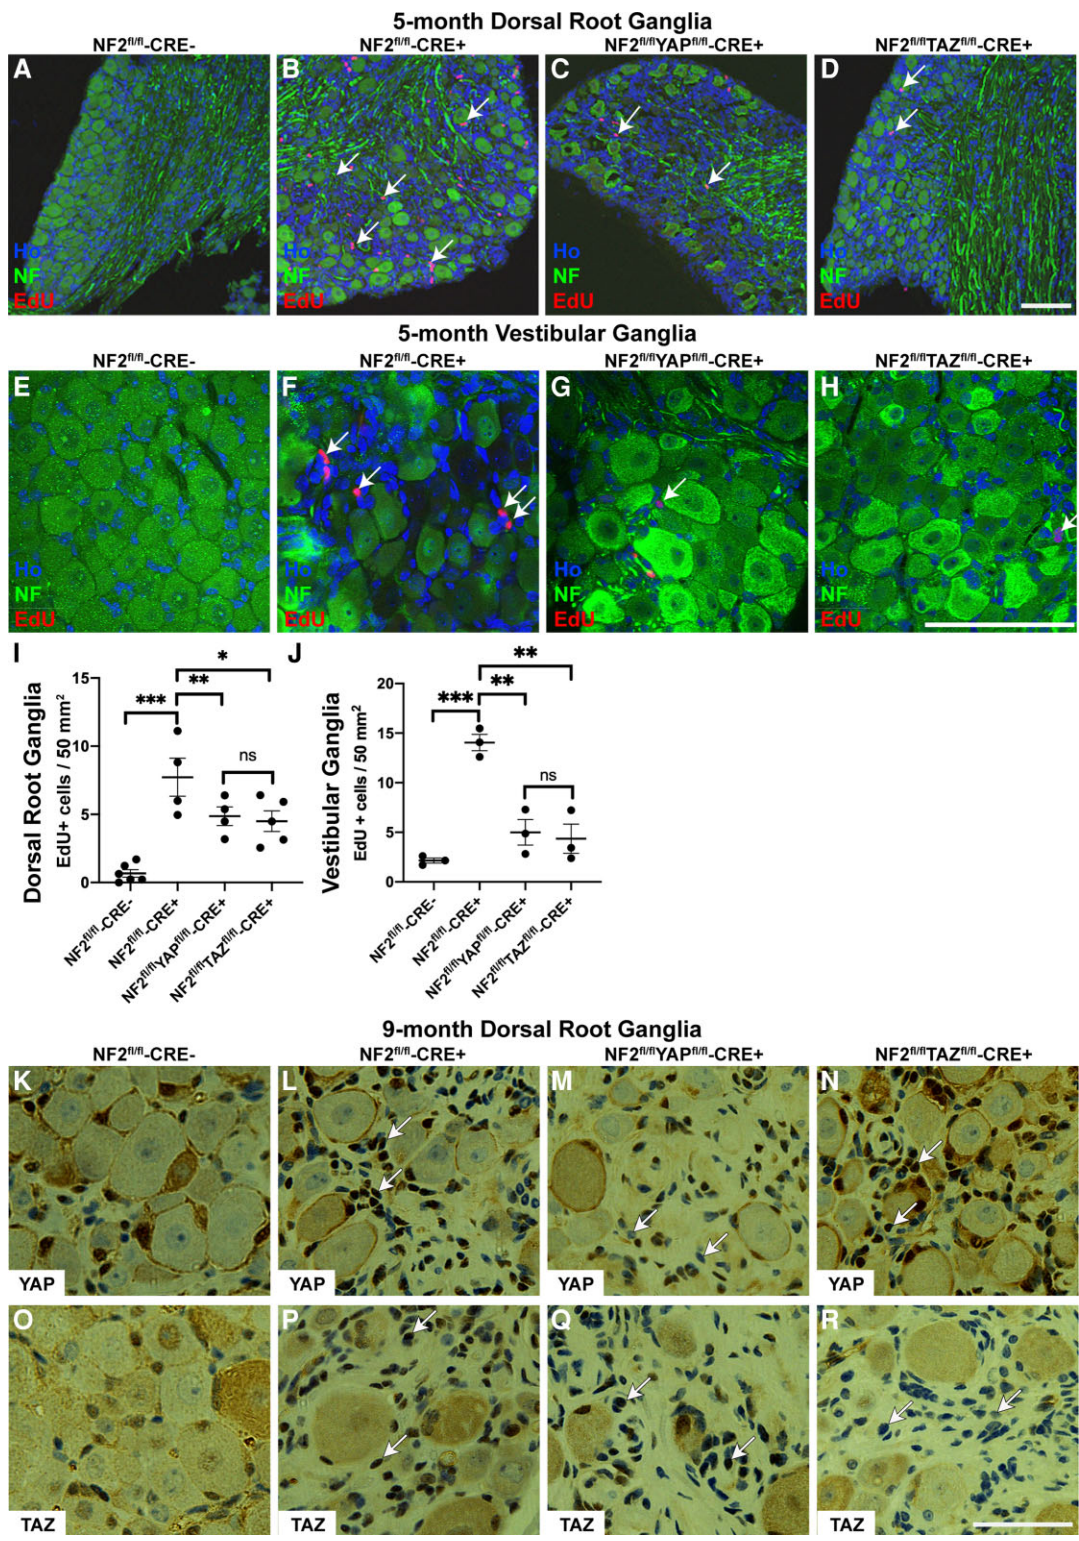 5-month Dorsal Root Ganglia
NF2fl/fl-CRE- NF2fl/fl-CRE+ NF2fl/flYAPfl/fl-CRE+ NF2fl/flTAZfl/fl-CRE+
A B C D
Ho Ho Ho Ho
NF NF NF NF
EdU EdU EdU EdU
5-month Vestibular Ganglia
NF2fl/fl-CRE- NF2fl/fl-CRE+ NF2fl/flYAPfl/fl-CRE+ NF2fl/flTAZfl/fl-CRE+
E F G H
Ho Ho Ho Ho
NF NF NF NF
EdU EdU EdU EdU
I
Dorsal Root Ganglia
EdU+ cells / 50 mm2
15
10
5
0
***
**
*
ns
NF2fl/fl-CRE-
NF2fl/fl-CRE+
NF2fl/flYAPfl/fl-CRE+
NF2fl/flTAZfl/fl-CRE+
J
Vestibular Ganglia
EdU + cells / 50 mm2
20
15
10
5
0
***
**
**
ns
NF2fl/fl-CRE-
NF2fl/fl-CRE+
NF2fl/flYAPfl/fl-CRE+
NF2fl/flTAZfl/fl-CRE+
9-month Dorsal Root Ganglia
NF2fl/fl-CRE- NF2fl/fl-CRE+ NF2fl/flYAPfl/fl-CRE+ NF2fl/flTAZfl/fl-CRE+
K L M N
YAP YAP YAP YAP
O P Q R
TAZ TAZ TAZ TAZ